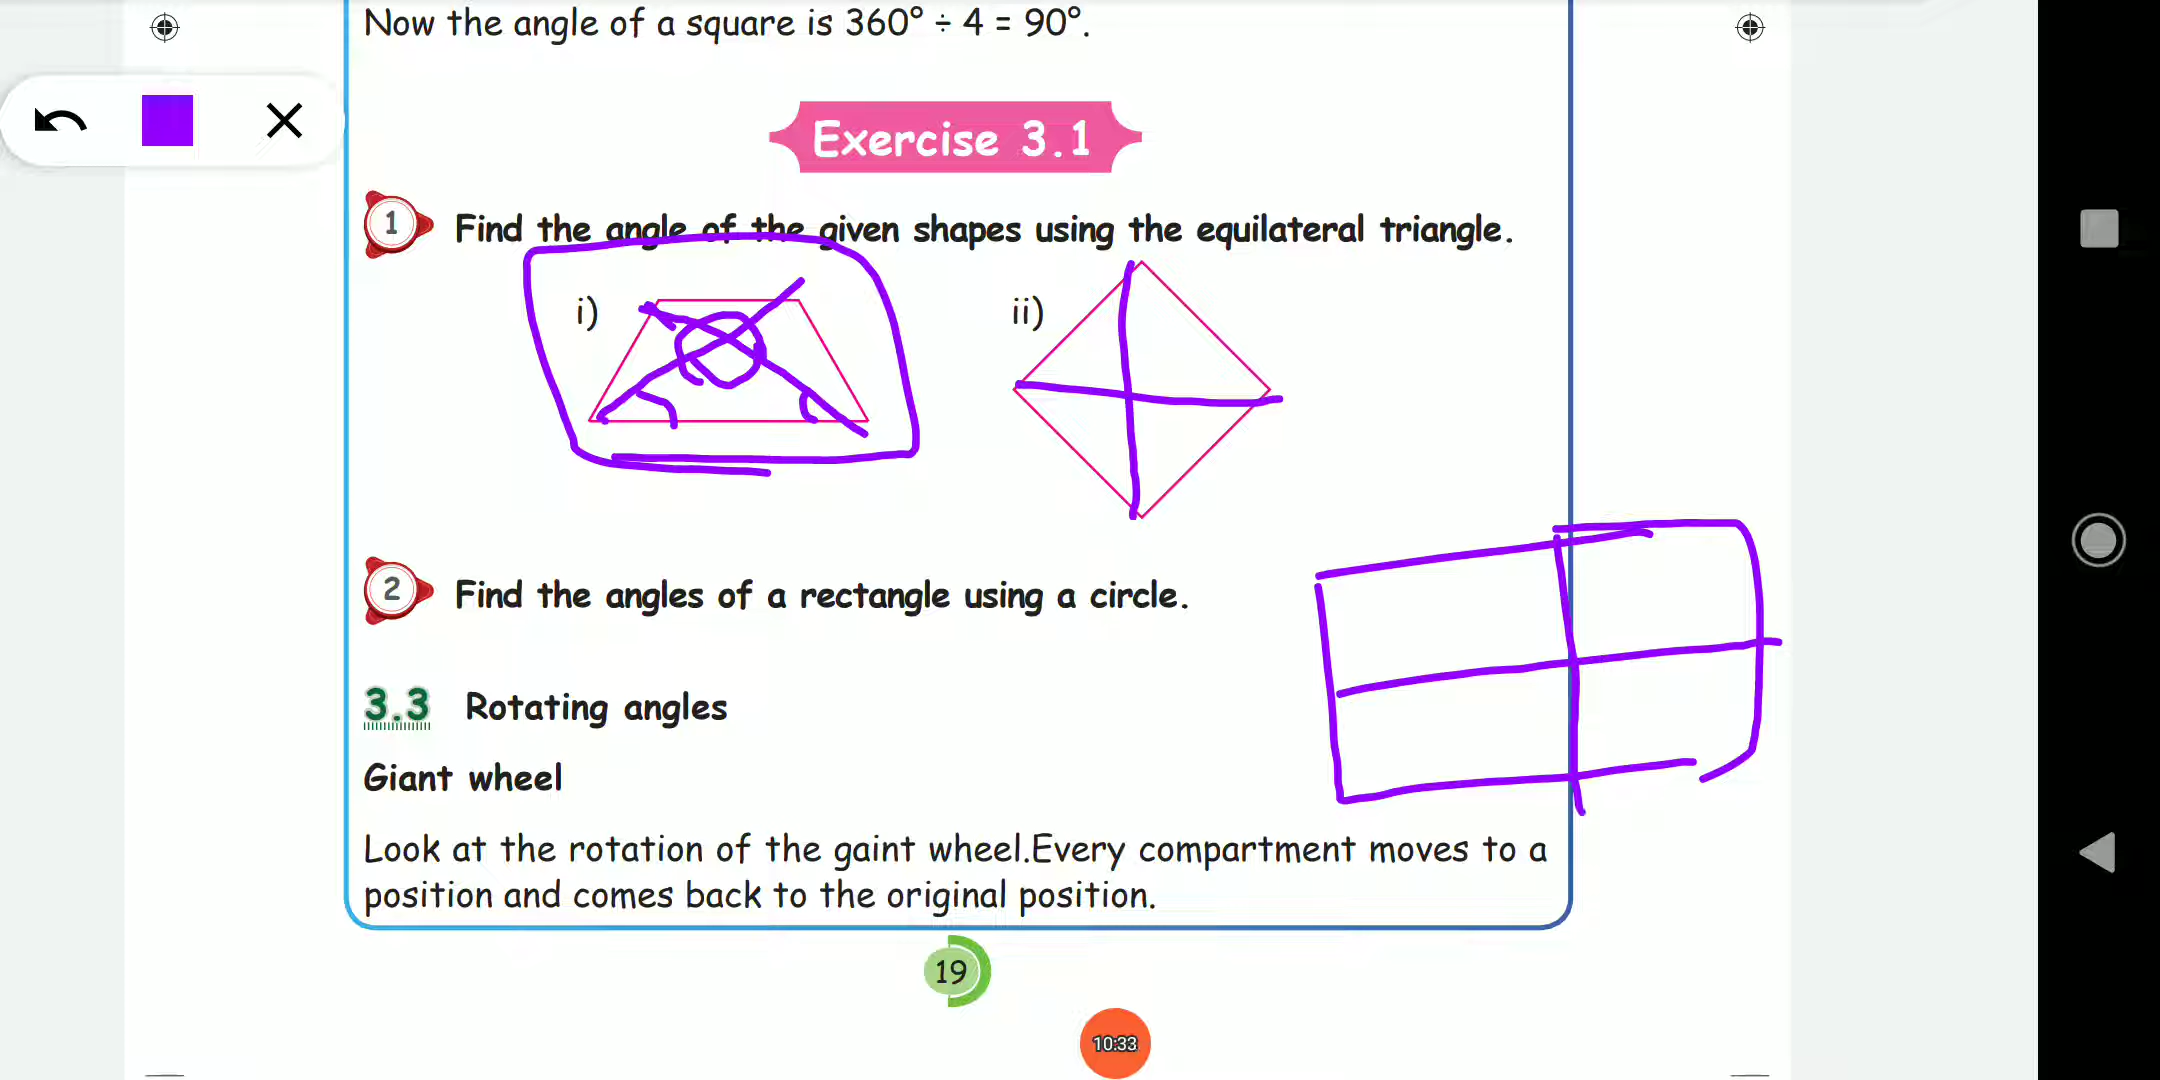 Now the angle of a square is 360° ÷ 4 = 90°.
Exercise 3.1
1 Find the angle of the given shapes using the equilateral triangle.
i) ii)
2 Find the angles of a rectangle using a circle.
3.3 Rotating angles
Giant wheel
Look at the rotation of the gaint wheel.Every compartment moves to a
position and comes back to the original position.
19
10:33